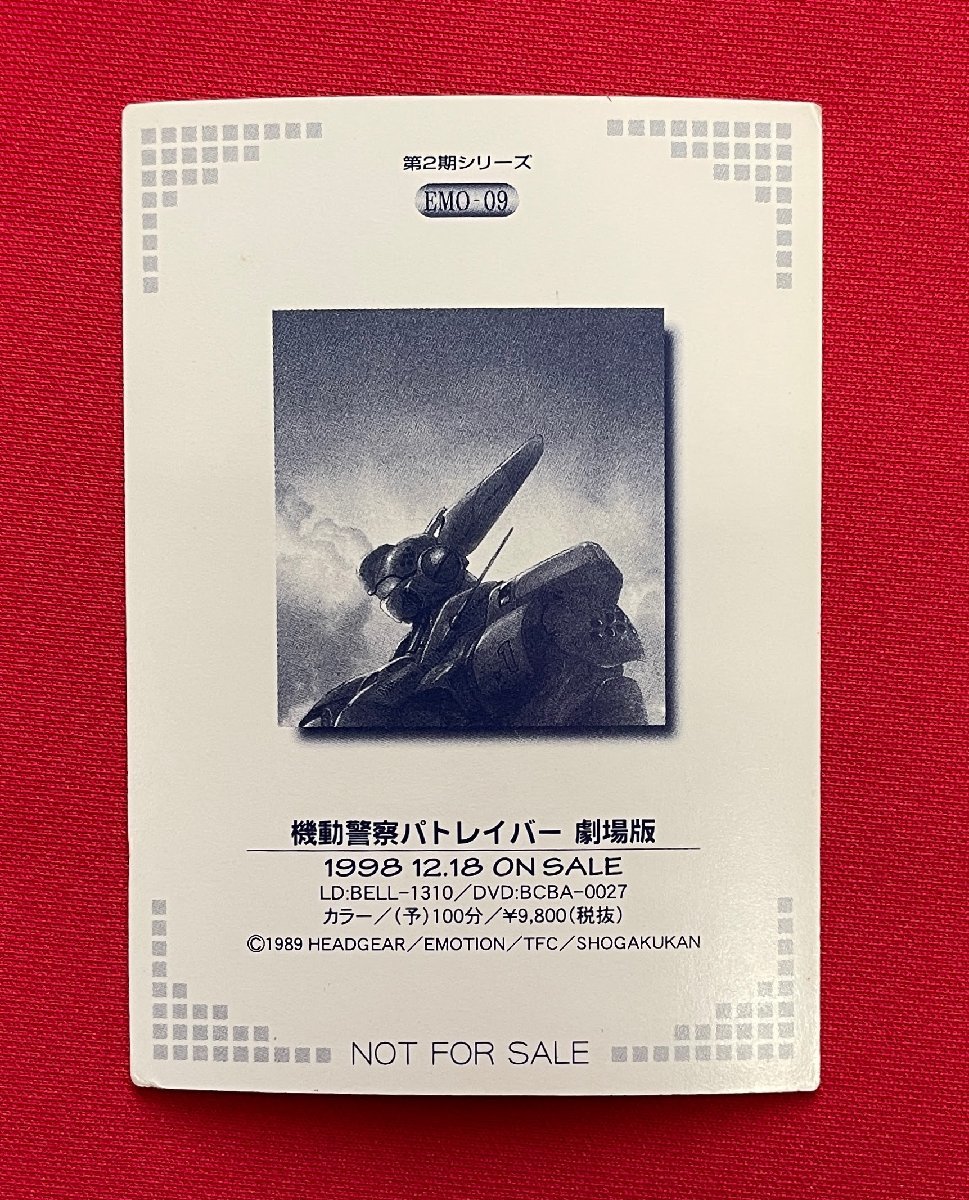 第2期シリーズ
EMO-09
機動警察パトレイバー 劇場版
1998 12.18 ON SALE
LD:BELL-1310/DVD:BCBA-0027
カラー/(予)100分/¥9,800(税抜)
©1989 HEADGEAR/EMOTION/TFC/SHOGAKUKAN
NOT FOR SALE